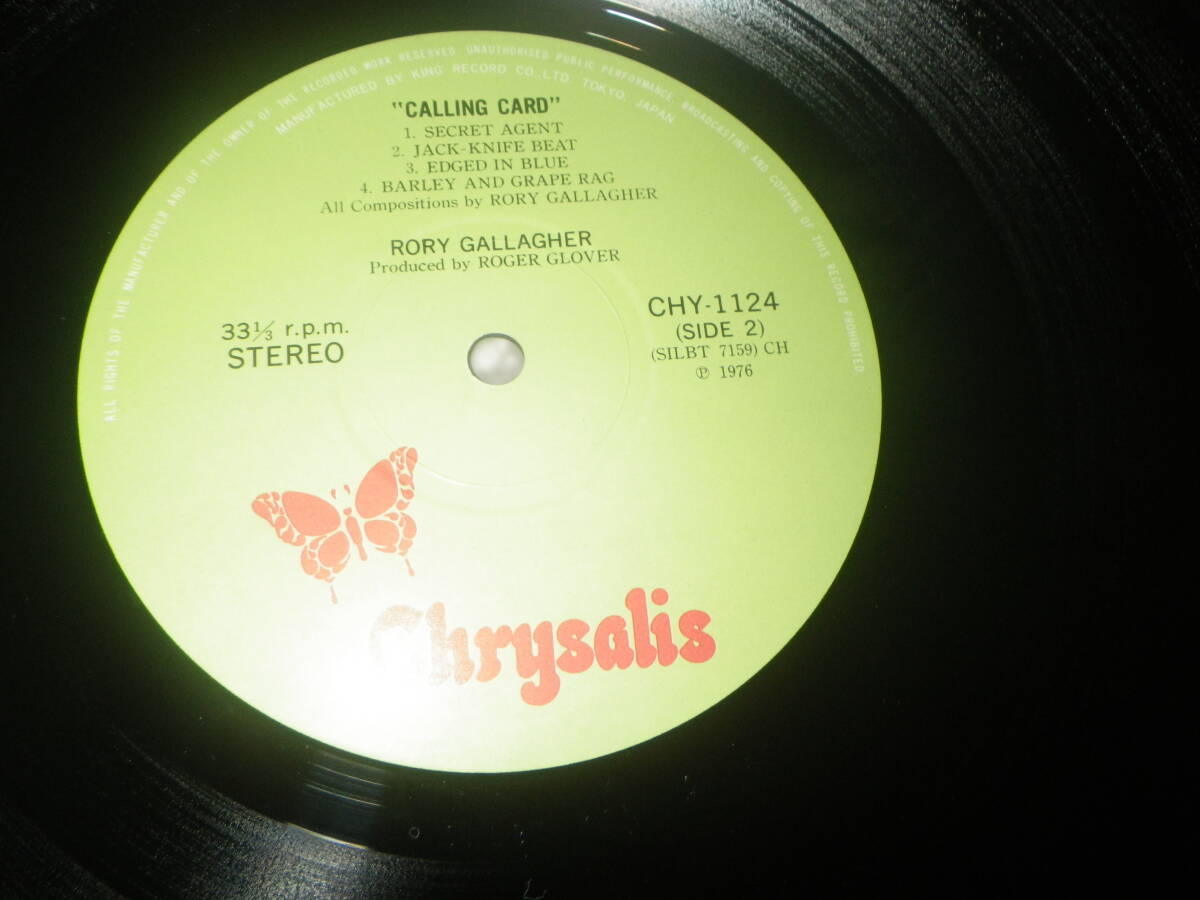 ALL RIGHTS OF THE MANUFACTURER AND OF THE OWNER OF THE RECORDED WORK RESERVED. UNAUTHORISED PUBLIC PERFORMANCE, BROADCASTING AND COPYING OF THIS RECORD PROHIBITED.
MANUFACTURED BY KING RECORD CO., LTD. TOKYO, JAPAN
"CALLING CARD"
1. SECRET AGENT
2. JACK-KNIFE BEAT
3. EDGED IN BLUE
4. BARLEY AND GRAPE RAG
All Compositions by RORY GALLAGHER
RORY GALLAGHER
Produced by ROGER GLOVER
33⅓ r.p.m.
STEREO
CHY-1124
(SIDE 2)
(SILBT 7159) CH
℗ 1976
Chrysalis